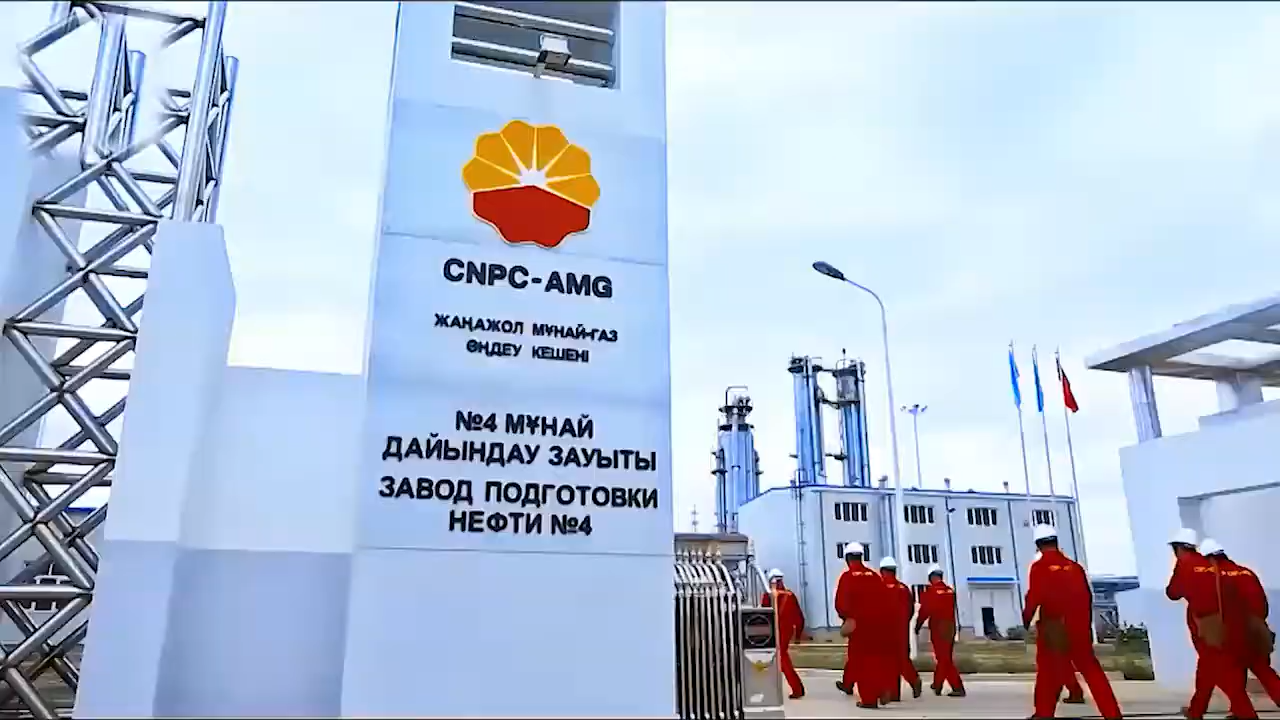 CNPC-AMG
ЖАҢАЖОЛ МҰНАЙ-ГАЗ
ӨҢДЕУ КЕШЕНІ
№4 МҰНАЙ
ДАЙЫНДАУ ЗАУЫТЫ
ЗАВОД ПОДГОТОВКИ
НЕФТИ №4